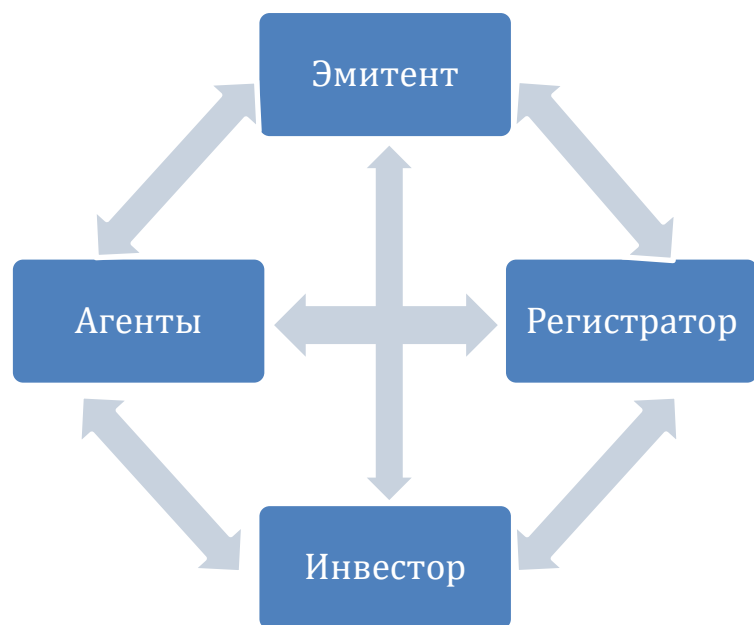 Эмитент
Агенты
Регистратор
Инвестор